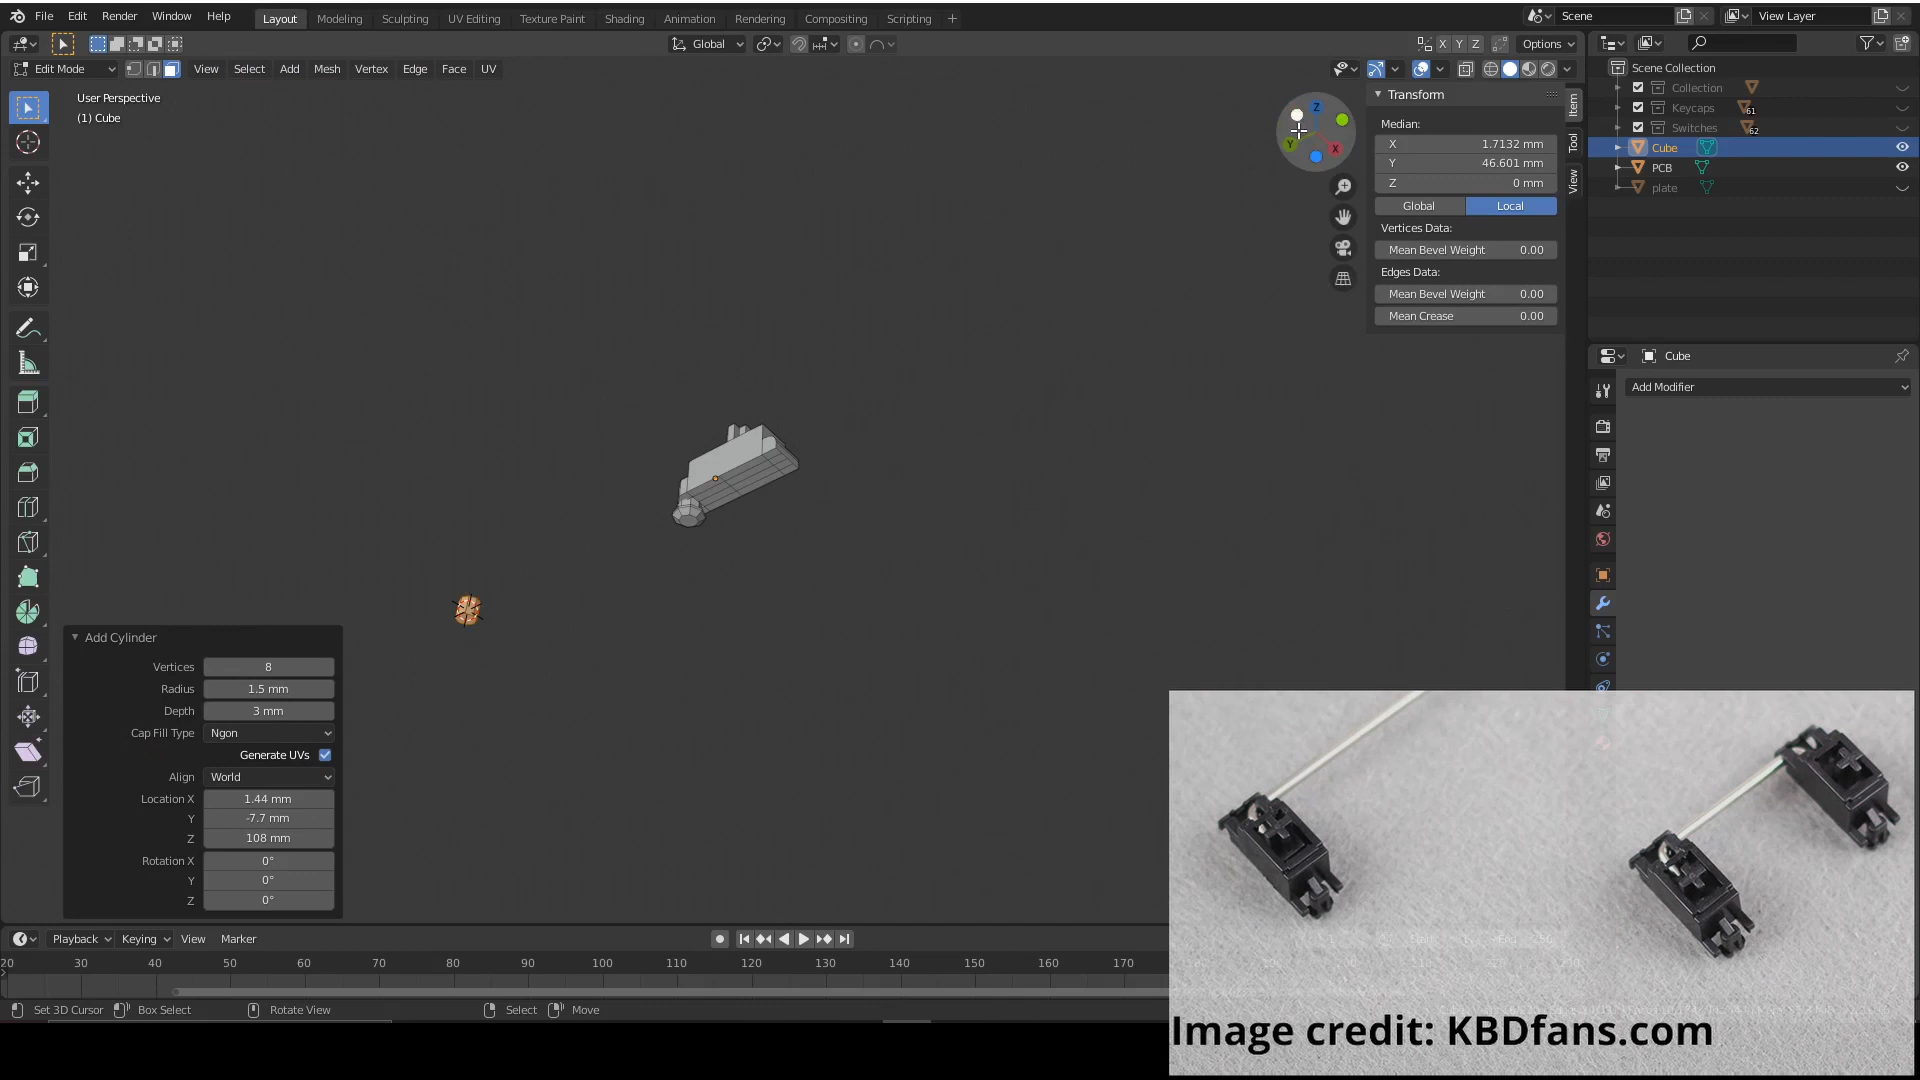 File Edit Render Window Help Layout Modeling Sculpting UV Editing Texture Paint Shading Animation Rendering Compositing Scripting Scene View Layer
Global X Y Z Options
Edit Mode View Select Add Mesh Vertex Edge Face UV
User Perspective
(1) Cube
Z
Y
X
Transform
Median:
X 1.7132 mm
Y 46.601 mm
Z 0 mm
Global Local
Vertices Data:
Mean Bevel Weight 0.00
Edges Data:
Mean Bevel Weight 0.00
Mean Crease 0.00
Item
Tool
View
Scene Collection
Collection
Keycaps 61
Switches 62
Cube
PCB
plate
Cube
Add Modifier
Add Cylinder
Vertices 8
Radius 1.5 mm
Depth 3 mm
Cap Fill Type Ngon
Generate UVs
Align World
Location X 1.44 mm
Y -7.7 mm
Z 108 mm
Rotation X 0°
Y 0°
Z 0°
Playback Keying View Marker
20 30 40 50 60 70 80 90 100 110 120 130 140 150 160 170
Set 3D Cursor Box Select Rotate View Select Move
Image credit: KBDfans.com